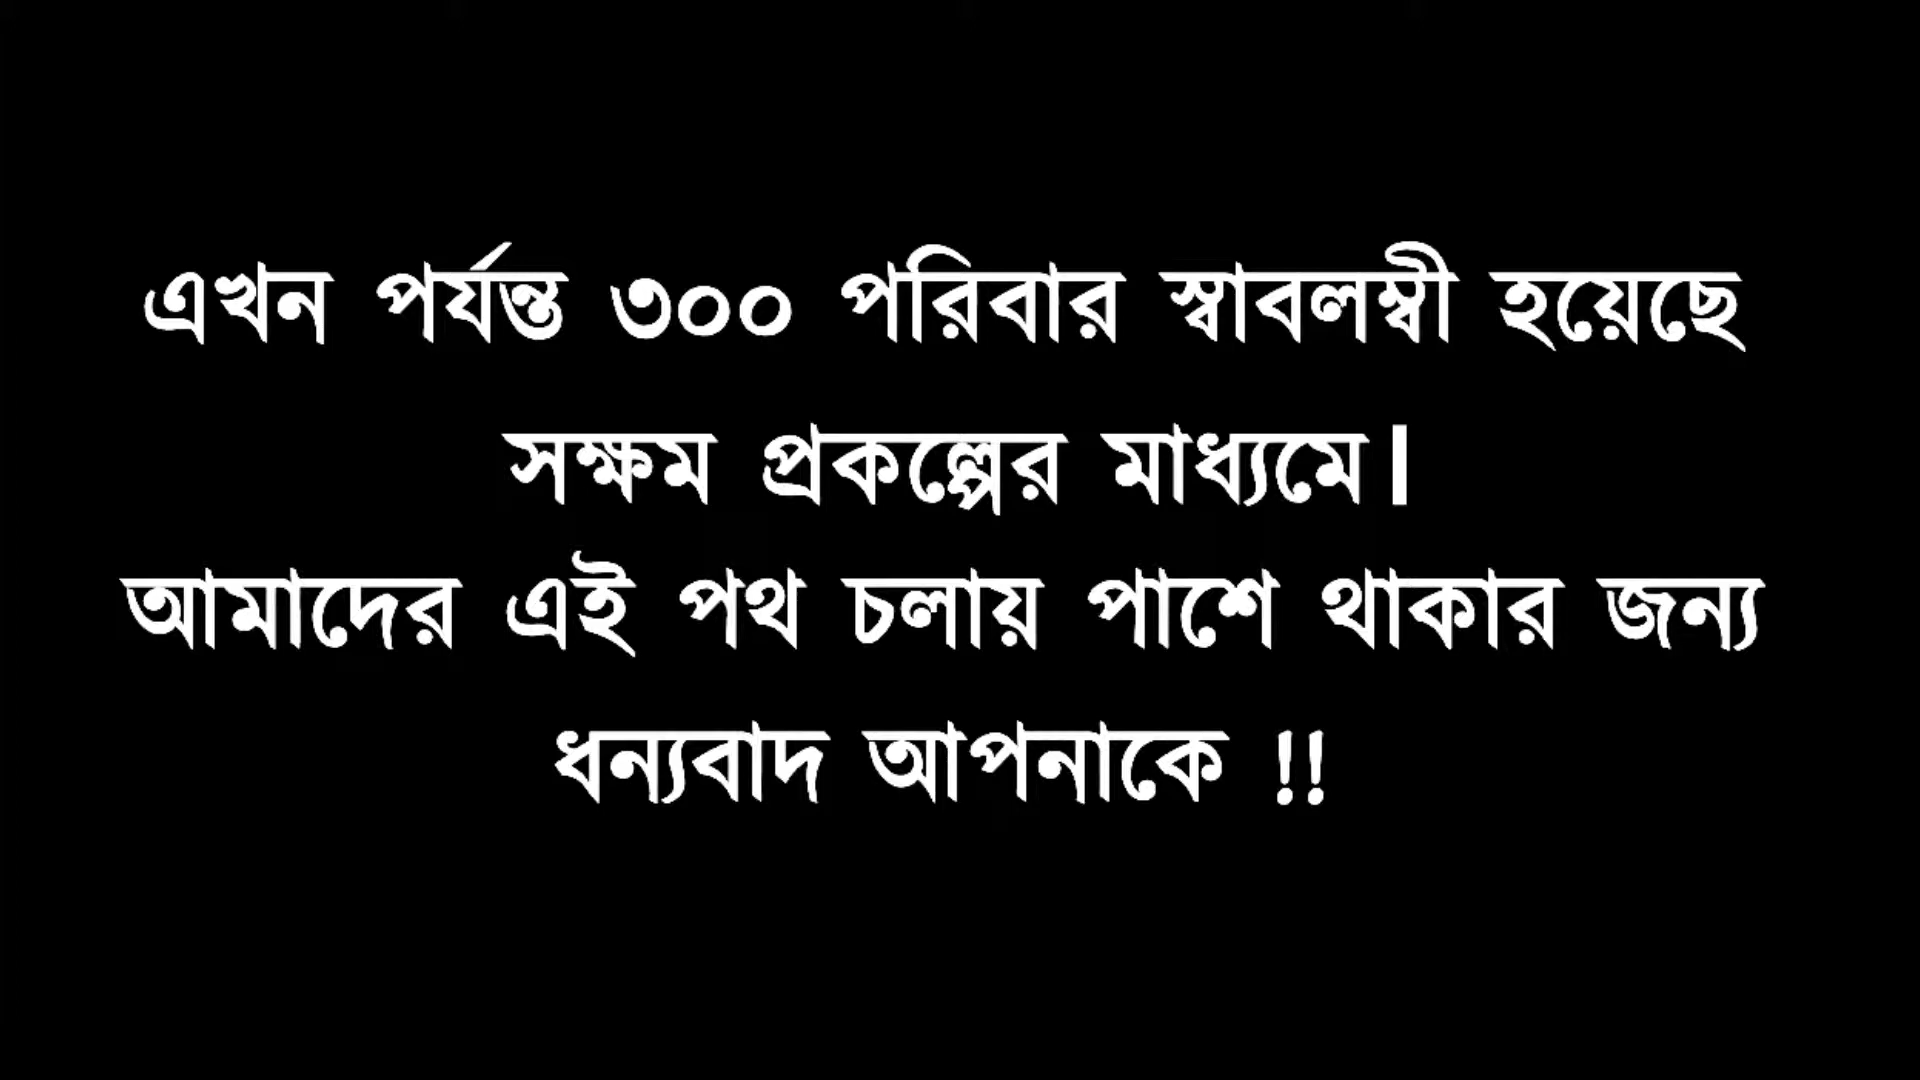 এখন পর্যন্ত ৩০০ পরিবার স্বাবলম্বী হয়েছে
সক্ষম প্রকল্পের মাধ্যমে।
আমাদের এই পথ চলায় পাশে থাকার জন্য
ধন্যবাদ আপনাকে !!